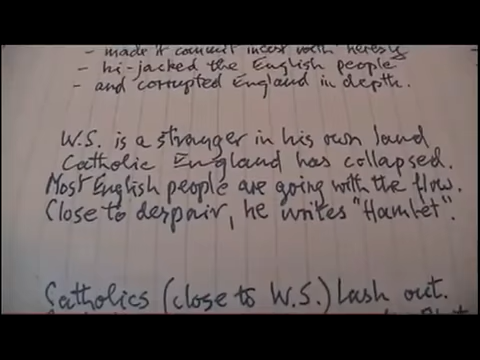 - made it commit incest with heresy
- hi-jacked the English people
- and corrupted England in depth.
W.S. is a stranger in his own land
Catholic England has collapsed.
Most English people are going with the flow.
Close to despair, he writes "Hamlet".
Catholics (close to W.S.) Lash out.